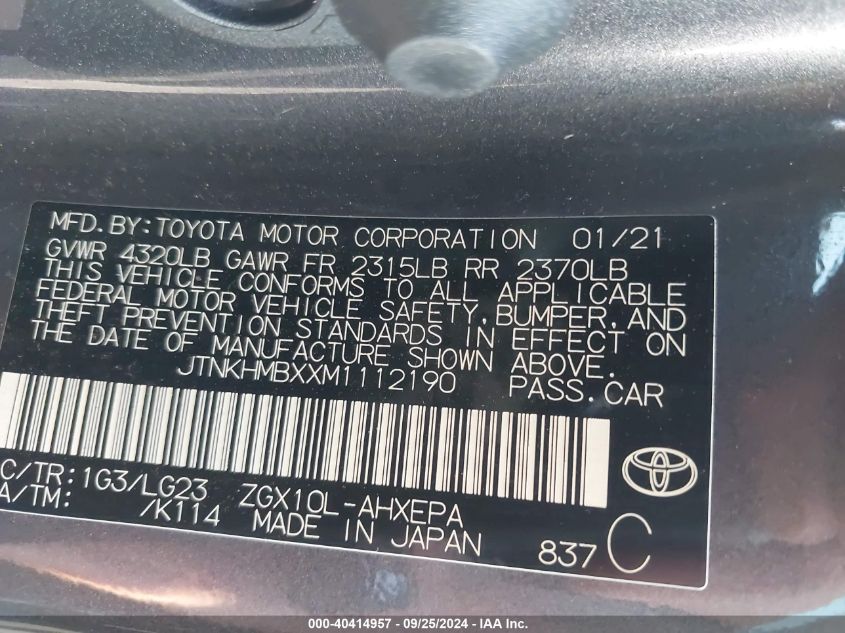 MFD.BY:TOYOTA MOTOR CORPORATION 01/21
GVWR 4320LB GAWR FR 2315LB RR 2370LB
THIS VEHICLE CONFORMS TO ALL APPLICABLE
FEDERAL MOTOR VEHICLE SAFETY,BUMPER,AND
THEFT PREVENTION STANDARDS IN EFFECT ON
THE DATE OF MANUFACTURE SHOWN ABOVE.
JTNKHMBXXM1112190 PASS.CAR
C/TR:1G3/LG23 ZGX10L-AHXEPA
A/TM: /K114 MADE IN JAPAN 837 C
000-40414957 - 09/25/2024 - IAA Inc.